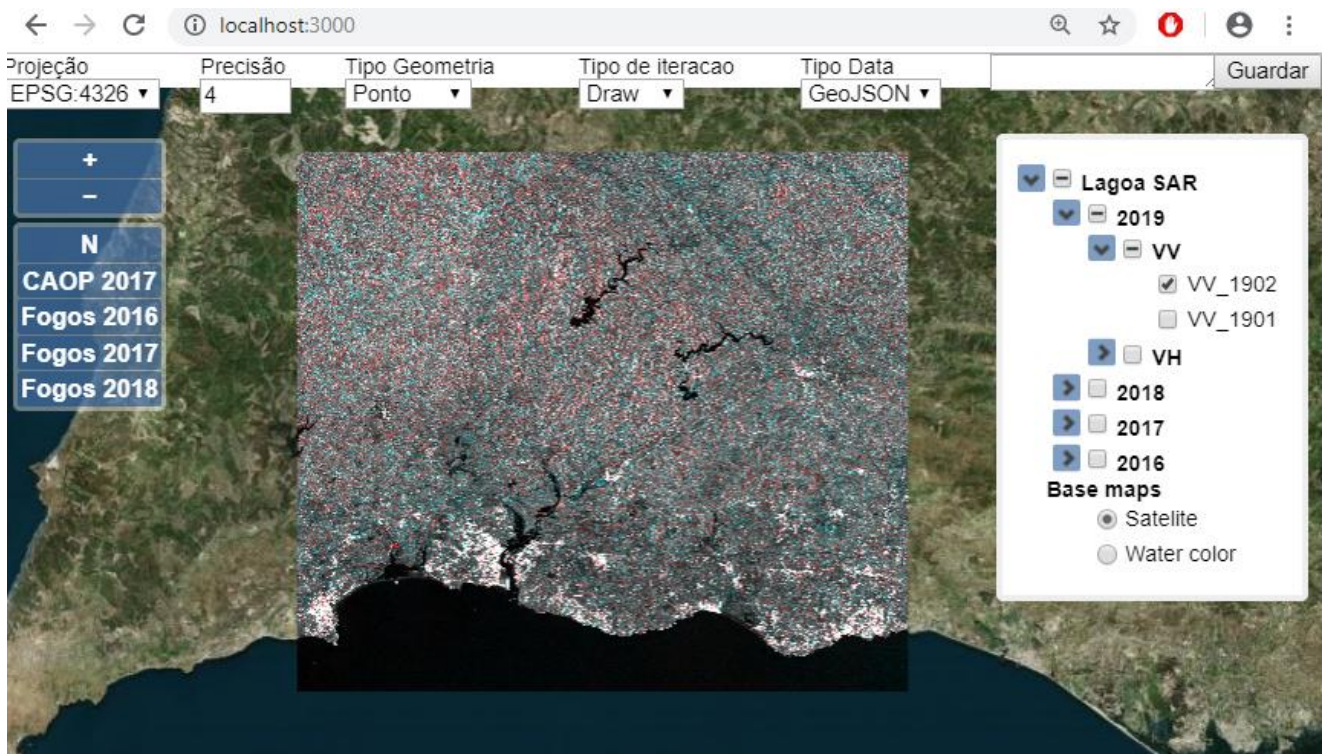 localhost:3000
Projeção Precisão Tipo Geometria Tipo de iteracao Tipo Data Guardar
EPSG:4326 4 Ponto Draw GeoJSON
+
−
N
CAOP 2017
Fogos 2016
Fogos 2017
Fogos 2018
Lagoa SAR
2019
VV
VV_1902
VV_1901
VH
2018
2017
2016
Base maps
Satelite
Water color